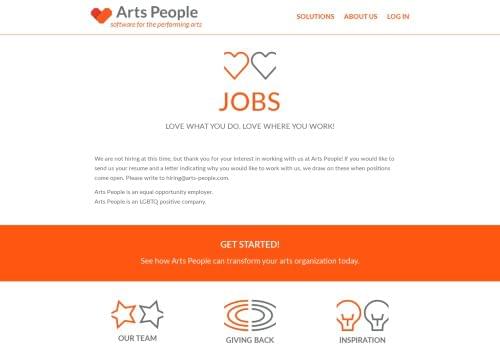 Arts People
software for the performing arts
SOLUTIONS ABOUT US LOG IN
JOBS
LOVE WHAT YOU DO. LOVE WHERE YOU WORK!
We are not hiring at this time, but thank you for your interest in working with us at Arts People! If you would like to
send us your resume and a letter indicating why you would like to work with us, we draw on these when positions
come open. Please write to hiring@arts-people.com.
Arts People is an equal opportunity employer.
Arts People is an LGBTQ positive company.
GET STARTED!
See how Arts People can transform your arts organization today.
OUR TEAM GIVING BACK INSPIRATION